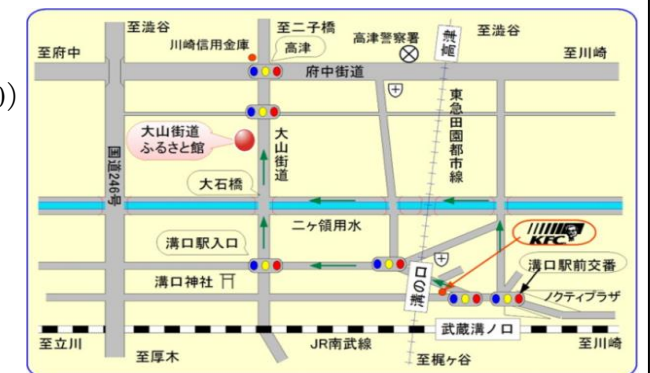 至澁谷
至二子橋
川崎信用金庫
高津
高津警察署
高津
至澁谷
至府中
至川崎
府中街道
大山街道
ふるさと館
大山街道
東急田園都市線
国道246号
大石橋
二ヶ領用水
KFC
溝口駅入口
溝の口
溝口駅前交番
溝口神社
ノクティプラザ
武蔵溝ノ口
至立川
至厚木
JR南武線
至梶ヶ谷
至川崎